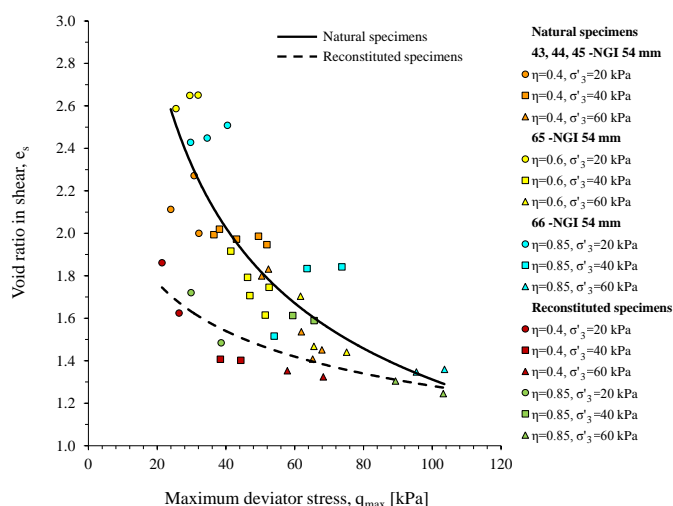 3.0
2.8
2.6
2.4
2.2
2.0
1.8
1.6
1.4
1.2
1.0
Void ratio in shear, eₛ
0 20 40 60 80 100 120
Maximum deviator stress, qmax [kPa]
Natural specimens
Reconstituted specimens
Natural specimens
43, 44, 45 -NGI 54 mm
η=0.4, σ'₃=20 kPa
η=0.4, σ'₃=40 kPa
η=0.4, σ'₃=60 kPa
65 -NGI 54 mm
η=0.6, σ'₃=20 kPa
η=0.6, σ'₃=40 kPa
η=0.6, σ'₃=60 kPa
66 -NGI 54 mm
η=0.85, σ'₃=20 kPa
η=0.85, σ'₃=40 kPa
η=0.85, σ'₃=60 kPa
Reconstituted specimens
η=0.4, σ'₃=20 kPa
η=0.4, σ'₃=40 kPa
η=0.4, σ'₃=60 kPa
η=0.85, σ'₃=20 kPa
η=0.85, σ'₃=40 kPa
η=0.85, σ'₃=60 kPa